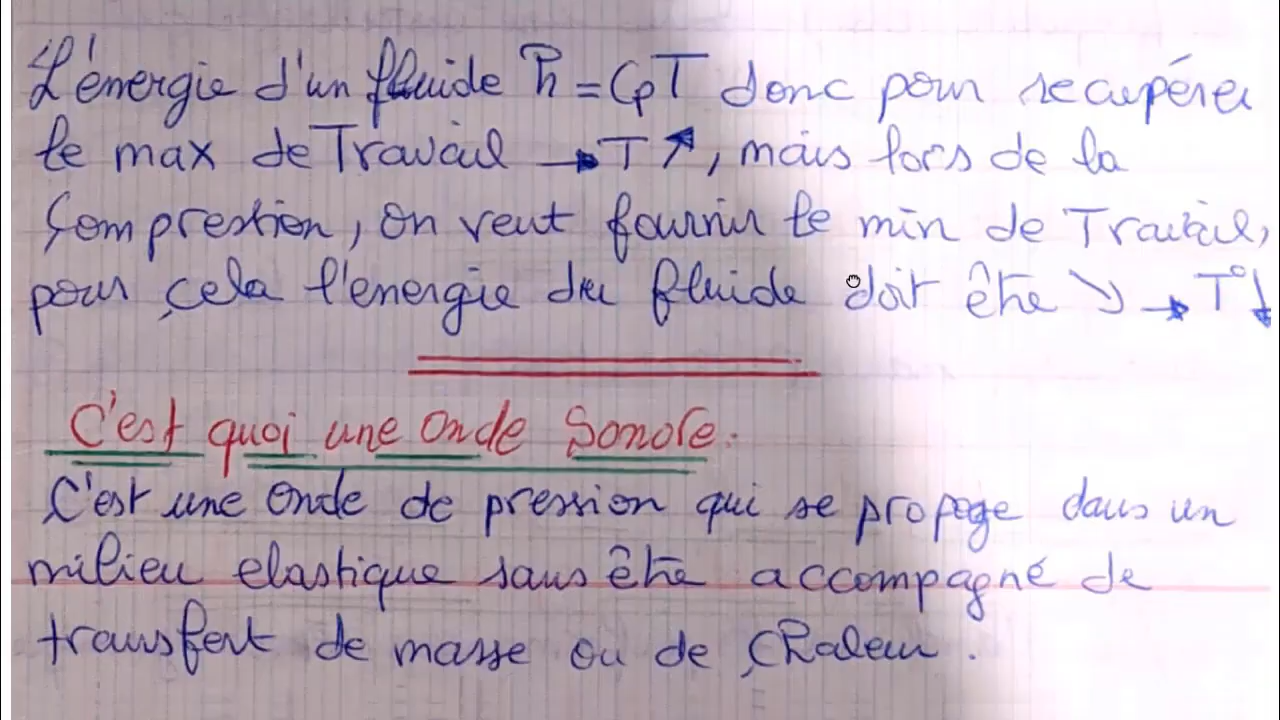 L'énergie d'un fluide h = CpT donc pour recupérer
le max de Travail → T ↗, mais lors de la
Compression, on veut fournir le min de Travail,
pour cela l'energie du fluide doit être ↘ → T° ↓
C'est quoi une Onde Sonore.
C'est une Onde de pression qui se propage dans un
milieu elastique sans être accompagné de
transfert de masse ou de chaleur.